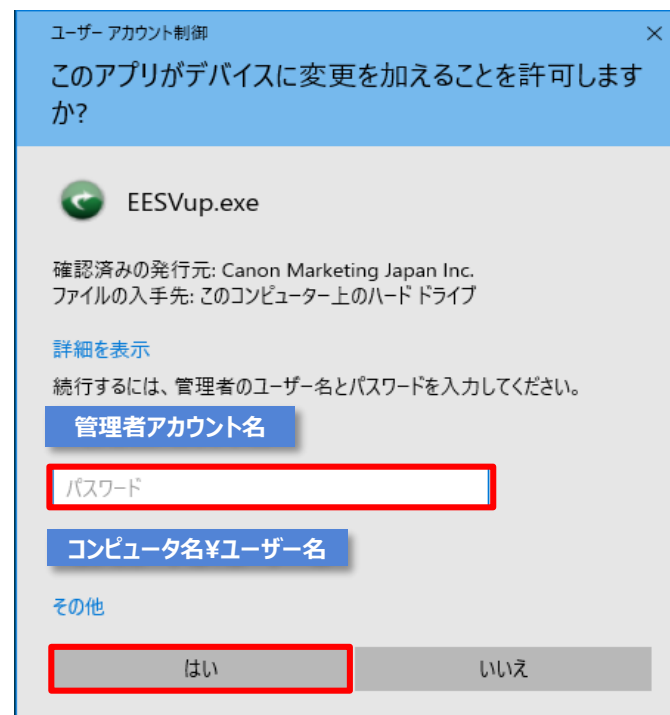 ユーザー アカウント制御
このアプリがデバイスに変更を加えることを許可します
か?
EESVup.exe
確認済みの発行元: Canon Marketing Japan Inc.
ファイルの入手先: このコンピューター上のハード ドライブ
詳細を表示
続行するには、管理者のユーザー名とパスワードを入力してください。
管理者アカウント名
パスワード
コンピュータ名¥ユーザー名
その他
はい
いいえ